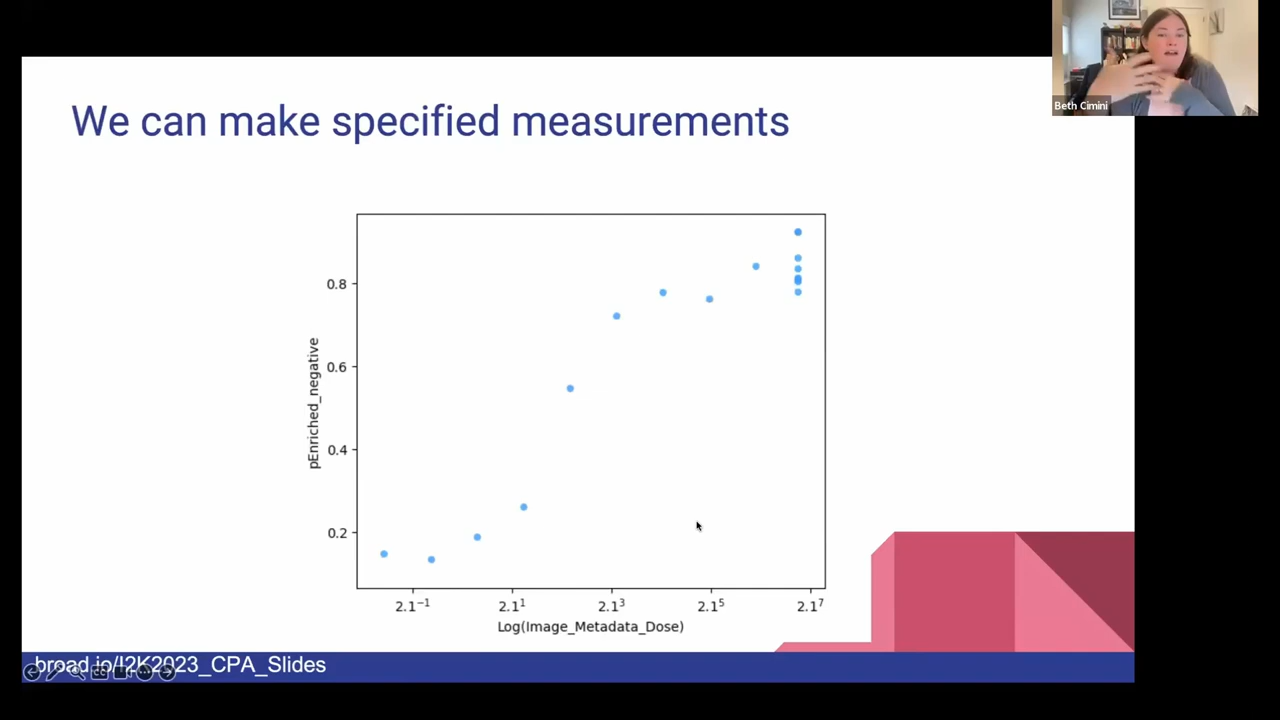 Beth Cimini
We can make specified measurements
0.8
0.6
0.4
0.2
pEnriched_negative
2.1⁻¹ 2.1¹ 2.1³ 2.1⁵ 2.1⁷
Log(Image_Metadata_Dose)
broad.io/I2K2023_CPA_Slides